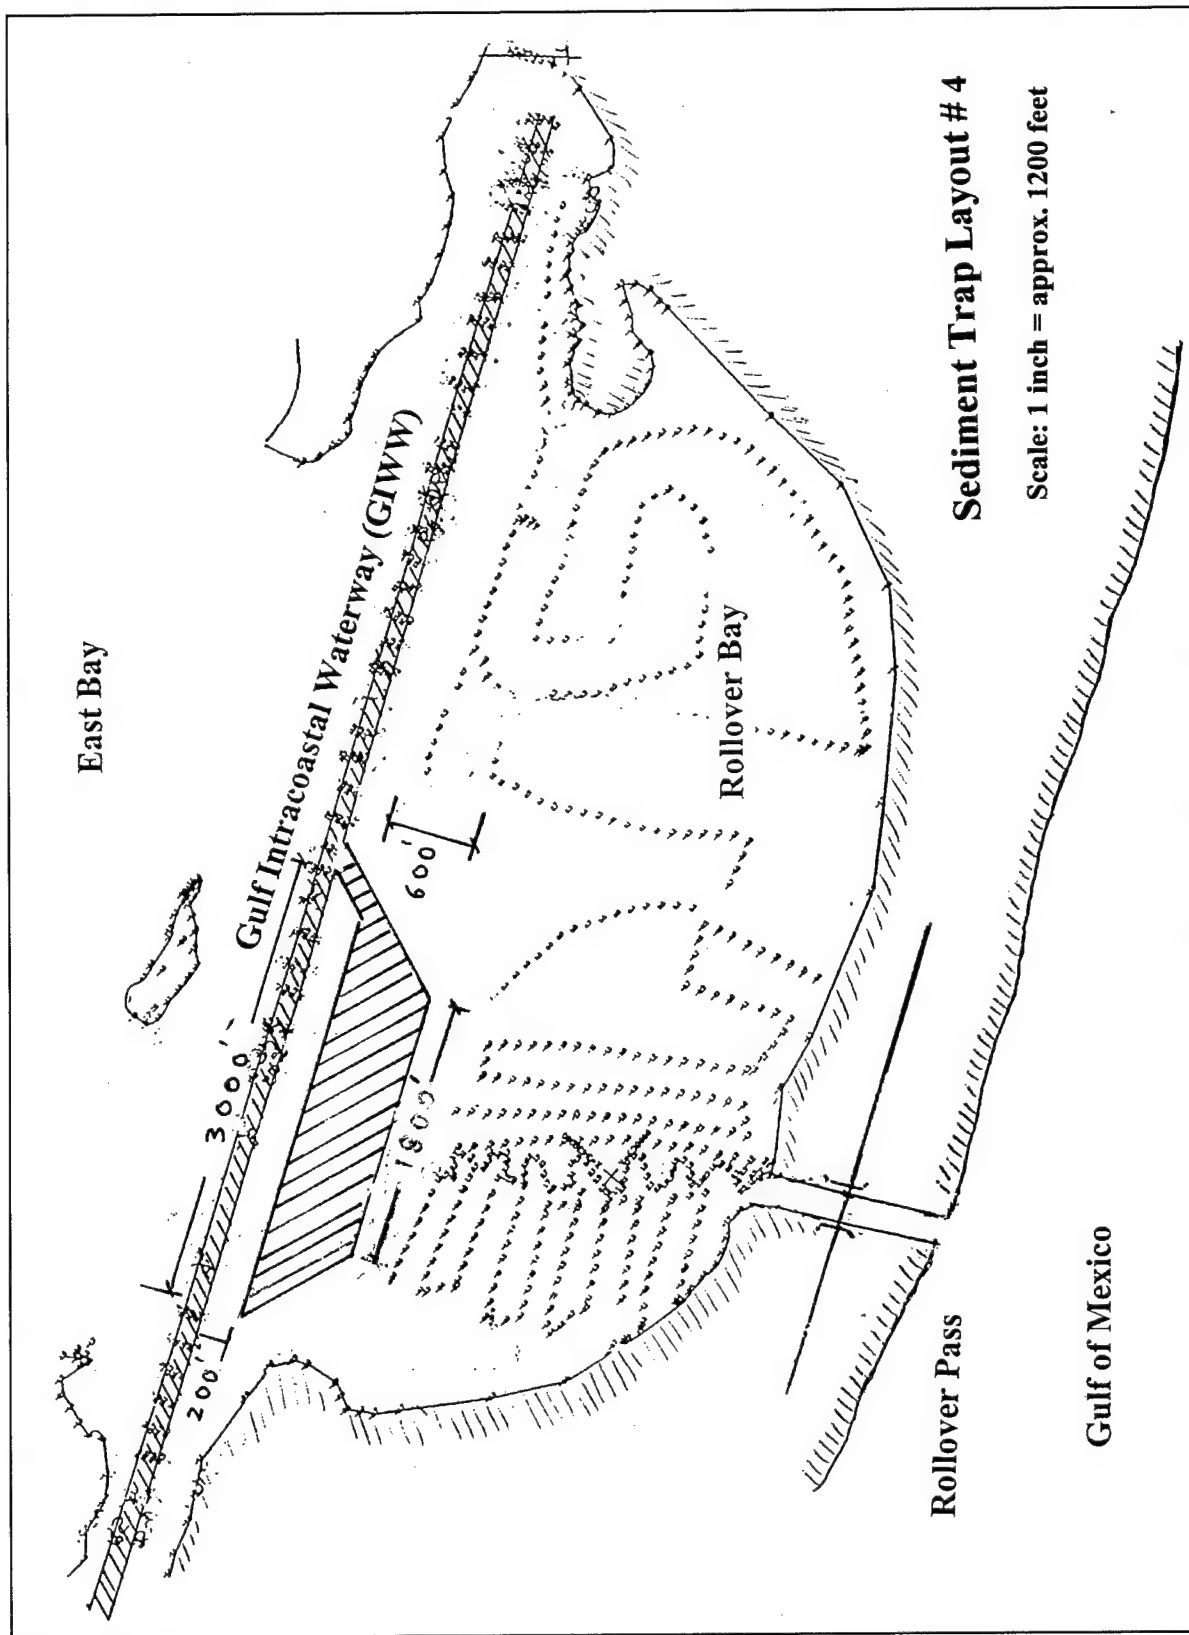 East Bay
Gulf Intracoastal Waterway (GIWW)
3000'
200'
600'
1800'
Rollover Bay
Rollover Pass
Gulf of Mexico
Sediment Trap Layout # 4
Scale: 1 inch = approx. 1200 feet